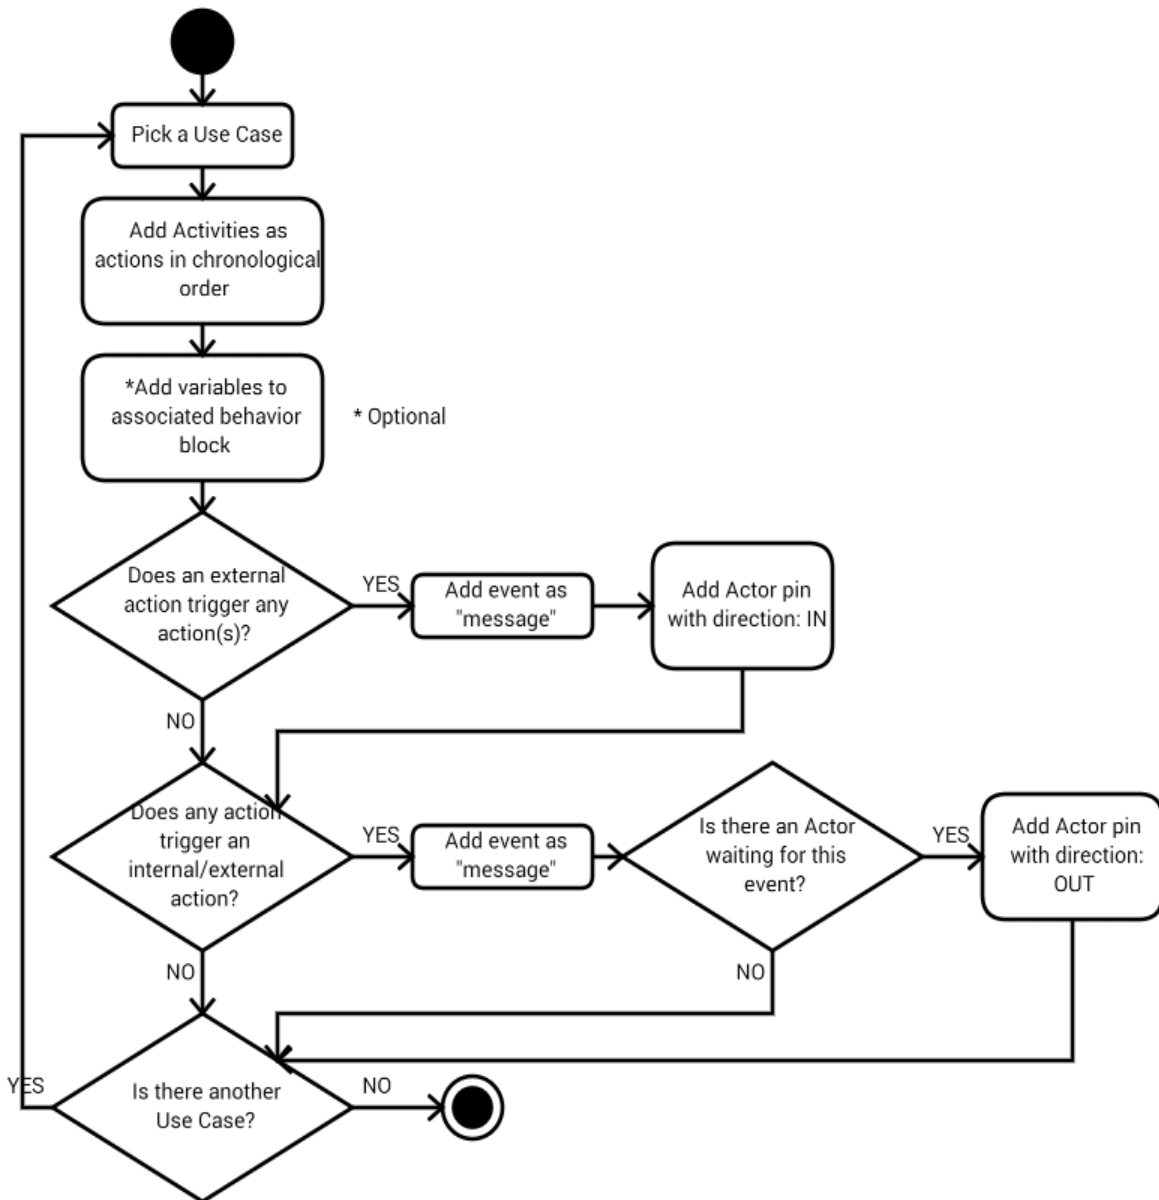 Pick a Use Case
Add Activities as
actions in chronological
order
*Add variables to
associated behavior
block
* Optional
Does an external
action trigger any
action(s)?
YES
Add event as
"message"
Add Actor pin
with direction: IN
NO
Does any action
trigger an
internal/external
action?
YES
Add event as
"message"
Is there an Actor
waiting for this
event?
YES
Add Actor pin
with direction:
OUT
NO
NO
YES
Is there another
Use Case?
NO